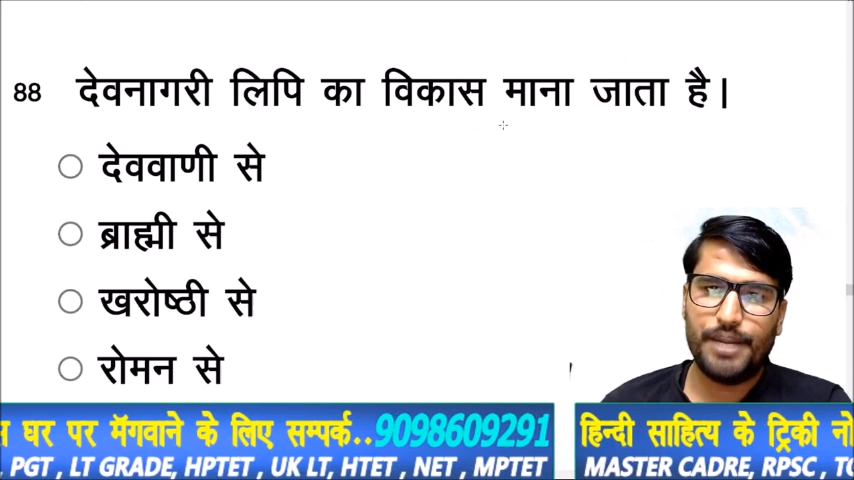 88 देवनागरी लिपि का विकास माना जाता है।
देववाणी से
ब्राह्मी से
खरोष्ठी से
रोमन से
घर पर मॅगवाने के लिए सम्पर्क..9098609291
हिन्दी साहित्य के ट्रिकी नो
, PGT , LT GRADE, HPTET , UK LT, HTET , NET , MPTET
MASTER CADRE, RPSC , TG